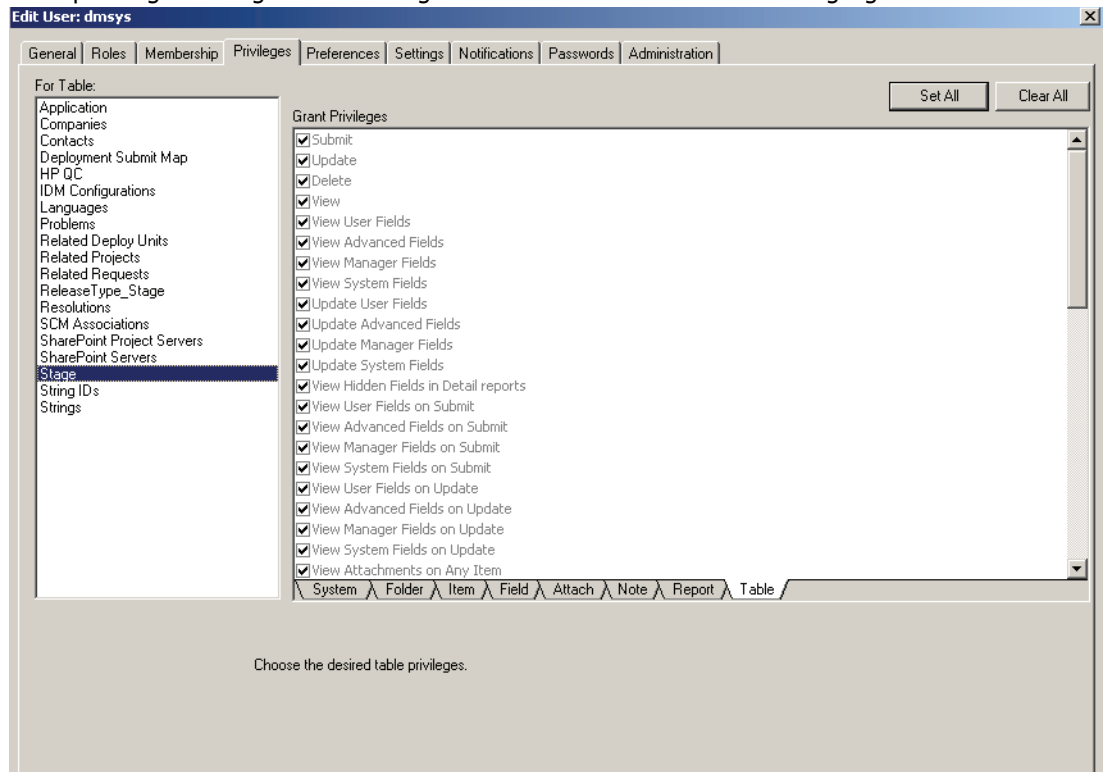 Edit User: dmsys
General Roles Membership Privileges Preferences Settings Notifications Passwords Administration
For Table:
Set All Clear All
Application
Companies
Contacts
Deployment Submit Map
HP QC
IDM Configurations
Languages
Problems
Related Deploy Units
Related Projects
Related Requests
ReleaseType_Stage
Resolutions
SCM Associations
SharePoint Project Servers
SharePoint Servers
Stage
String IDs
Strings
Grant Privileges
Submit
Update
Delete
View
View User Fields
View Advanced Fields
View Manager Fields
View System Fields
Update User Fields
Update Advanced Fields
Update Manager Fields
Update System Fields
View Hidden Fields in Detail reports
View User Fields on Submit
View Advanced Fields on Submit
View Manager Fields on Submit
View System Fields on Submit
View User Fields on Update
View Advanced Fields on Update
View Manager Fields on Update
View System Fields on Update
View Attachments on Any Item
System Folder Item Field Attach Note Report Table
Choose the desired table privileges.